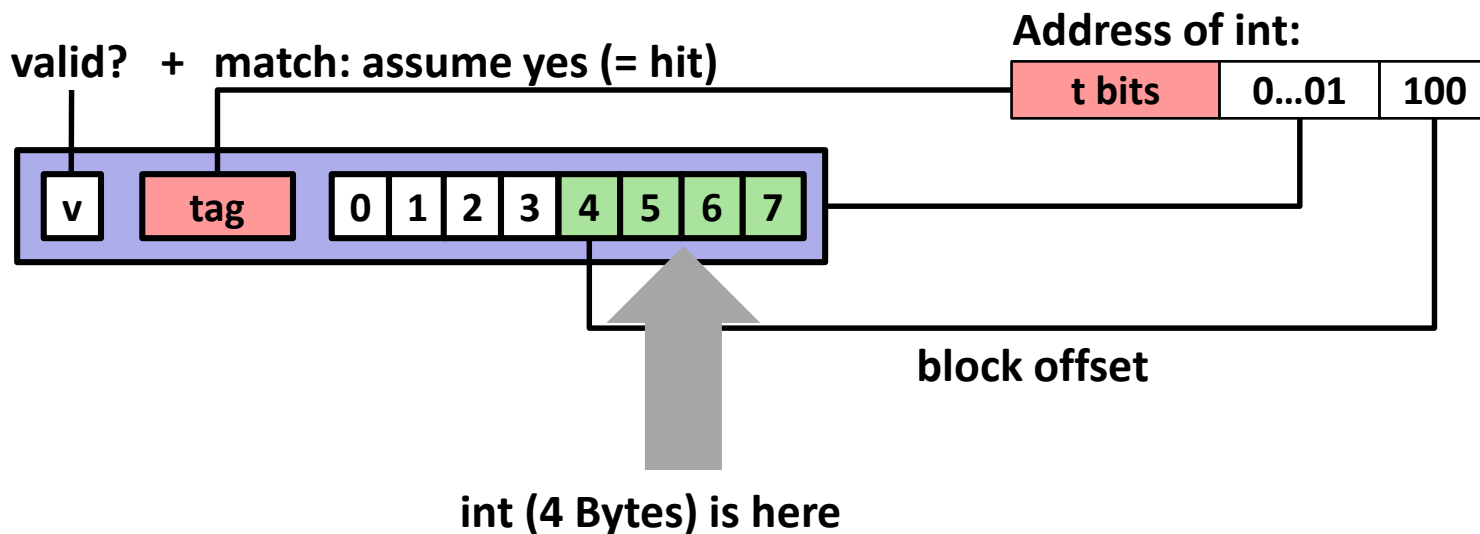 Address of int:
valid? + match: assume yes (= hit)
t bits 0...01 100
v tag 0 1 2 3 4 5 6 7
block offset
int (4 Bytes) is here